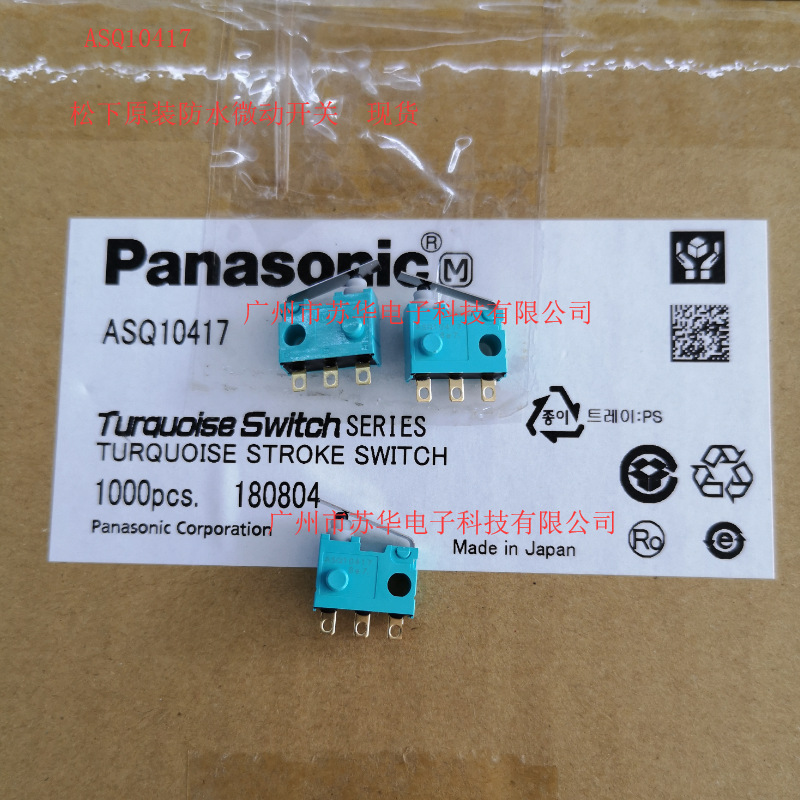 ASQ10417
松下原装防水微动开关 现货
Panasonic® M
广州市苏华电子科技有限公司
ASQ10417
종이 트레이:PS
Turquoise Switch SERIES
TURQUOISE STROKE SWITCH
1000pcs. 180804
广州市苏华电子科技有限公司
Panasonic Corporation
Made in Japan
Ro
e